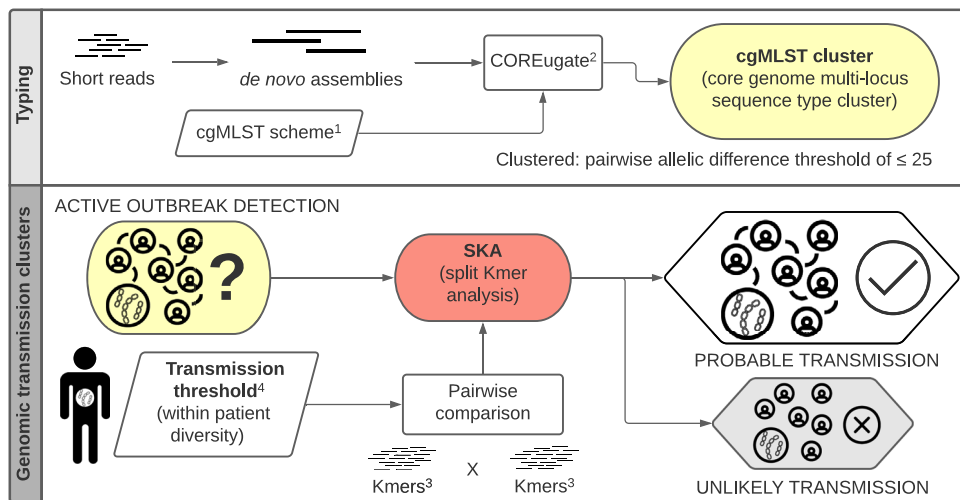 Typing
Short reads
de novo assemblies
COREugate²
cgMLST cluster
(core genome multi-locus
sequence type cluster)
cgMLST scheme¹
Clustered: pairwise allelic difference threshold of ≤ 25
Genomic transmission clusters
ACTIVE OUTBREAK DETECTION
?
SKA
(split Kmer
analysis)
PROBABLE TRANSMISSION
Transmission
threshold⁴
(within patient
diversity)
Pairwise
comparison
Kmers³
X
Kmers³
UNLIKELY TRANSMISSION